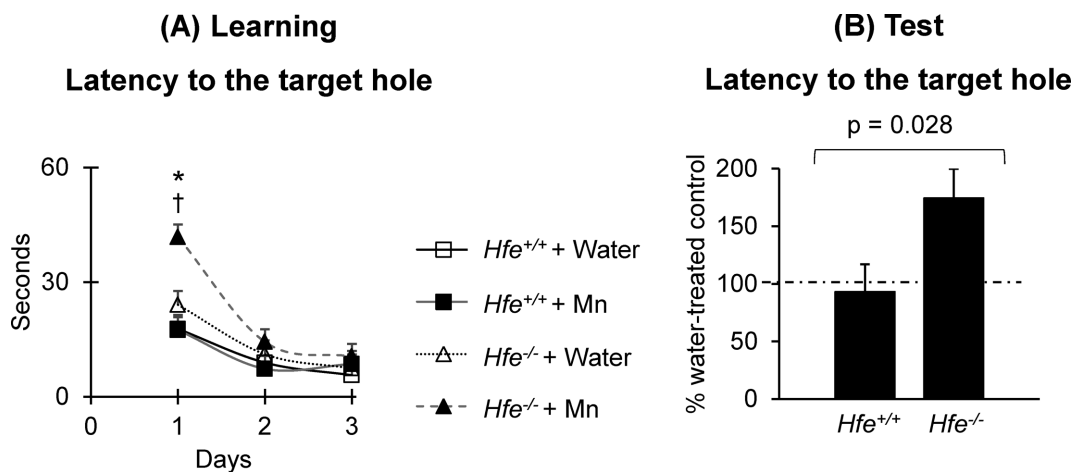 (A) Learning
Latency to the target hole
60
30
0
Seconds
*
†
0 1 2 3
Days
Hfe+/+ + Water
Hfe+/+ + Mn
Hfe-/- + Water
Hfe-/- + Mn
(B) Test
Latency to the target hole
p = 0.028
% water-treated control
200
150
100
50
0
Hfe+/+ Hfe-/-